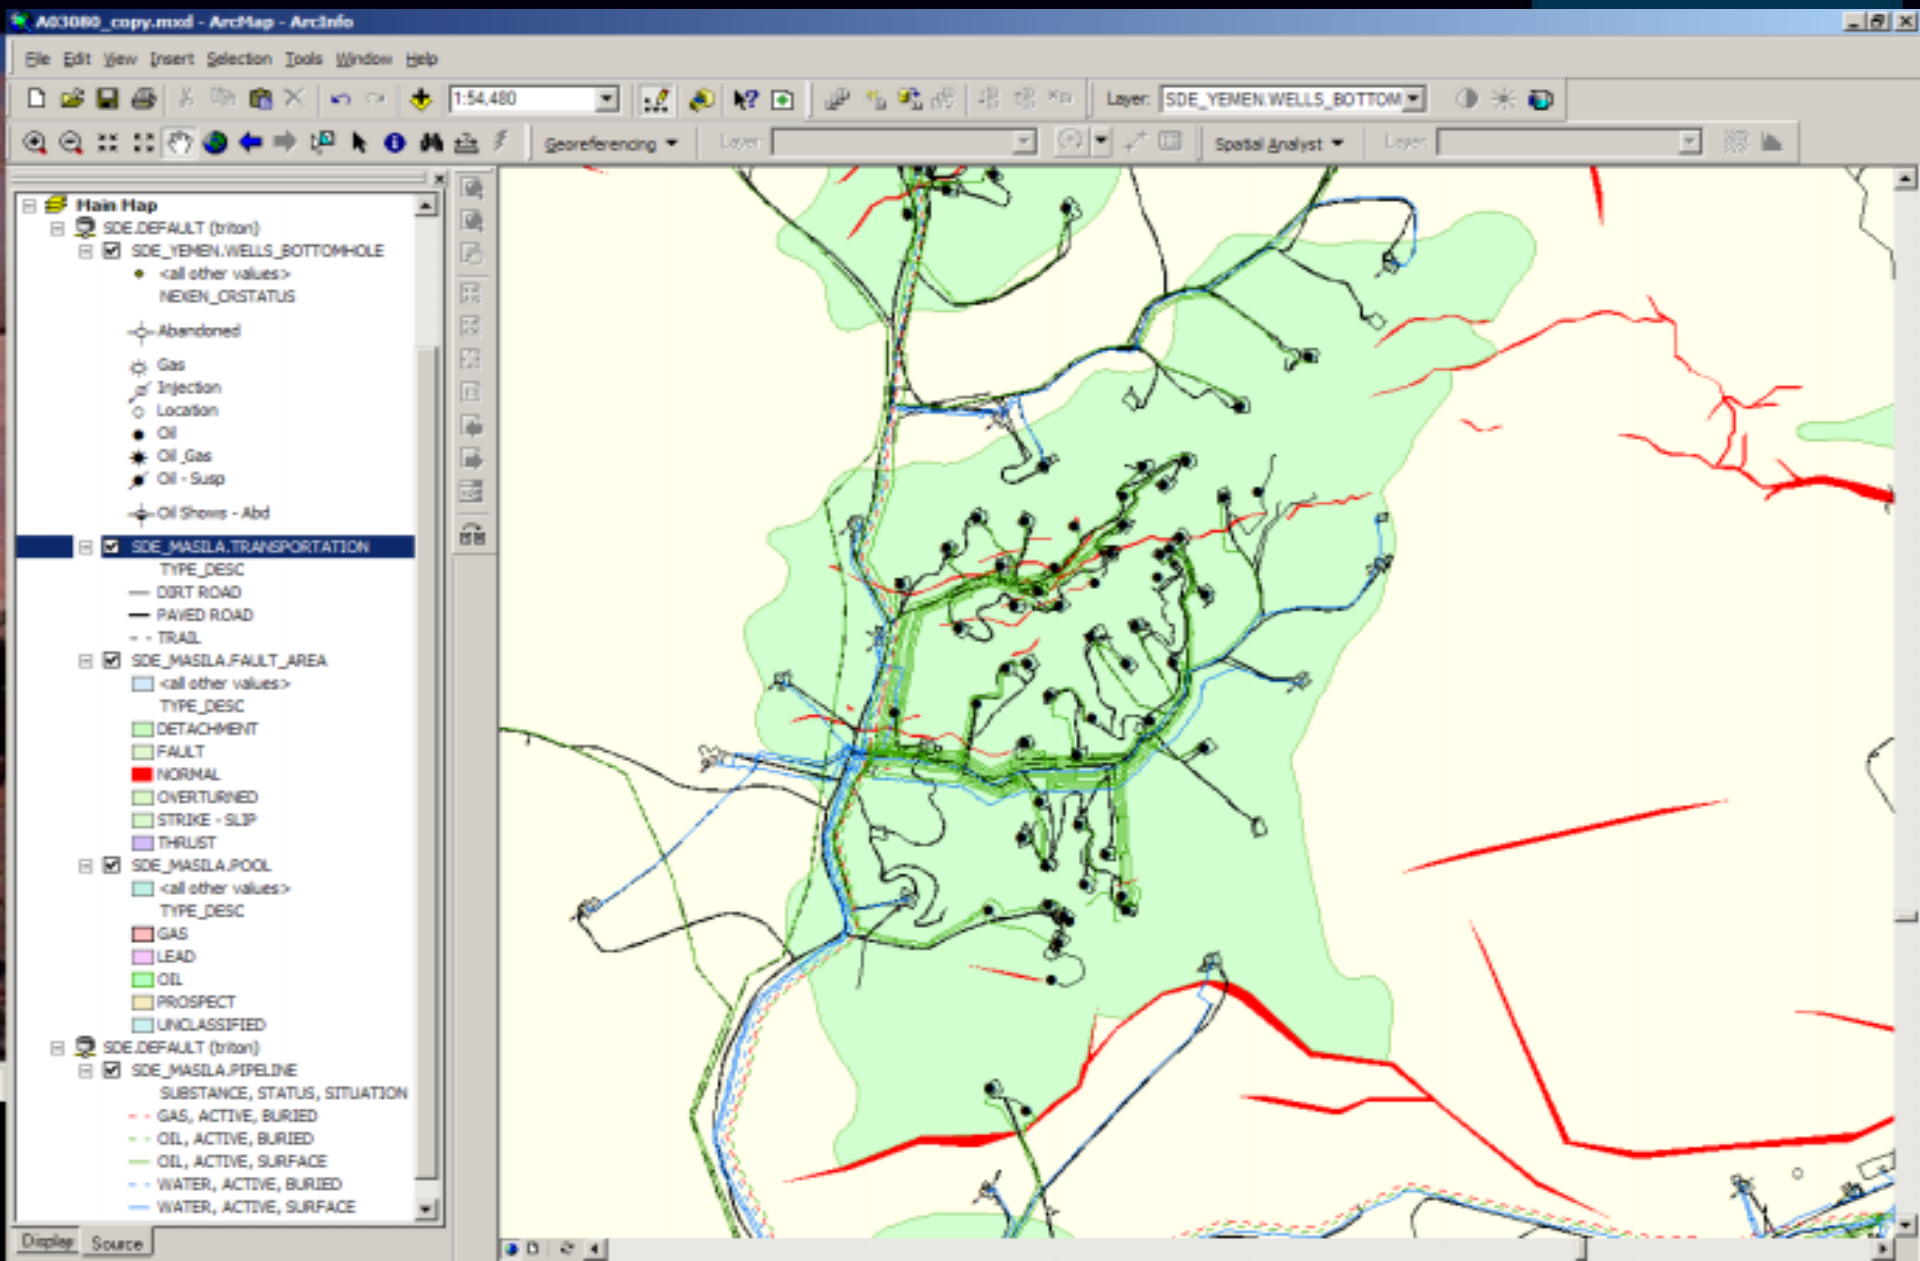 A03080_copy.mxd - ArcMap - ArcInfo
File Edit View Insert Selection Tools Window Help
1:54,480 Layer: SDE_YEMEN.WELLS_BOTTOM
Georeferencing Layer: Spatial Analyst Layer:
Main Map
SDE.DEFAULT (triton)
SDE_YEMEN.WELLS_BOTTOMHOLE
<all other values>
NEXEN_CRSTATUS
Abandoned
Gas
Injection
Location
Oil
Oil_Gas
Oil - Susp
Oil Shows - Abd
SDE_MASILA.TRANSPORTATION
TYPE_DESC
DIRT ROAD
PAVED ROAD
TRAIL
SDE_MASILA.FAULT_AREA
<all other values>
TYPE_DESC
DETACHMENT
FAULT
NORMAL
OVERTURNED
STRIKE - SLIP
THRUST
SDE_MASILA.POOL
<all other values>
TYPE_DESC
GAS
LEAD
OIL
PROSPECT
UNCLASSIFIED
SDE.DEFAULT (triton)
SDE_MASILA.PIPELINE
SUBSTANCE, STATUS, SITUATION
GAS, ACTIVE, BURIED
OIL, ACTIVE, BURIED
OIL, ACTIVE, SURFACE
WATER, ACTIVE, BURIED
WATER, ACTIVE, SURFACE
Display Source